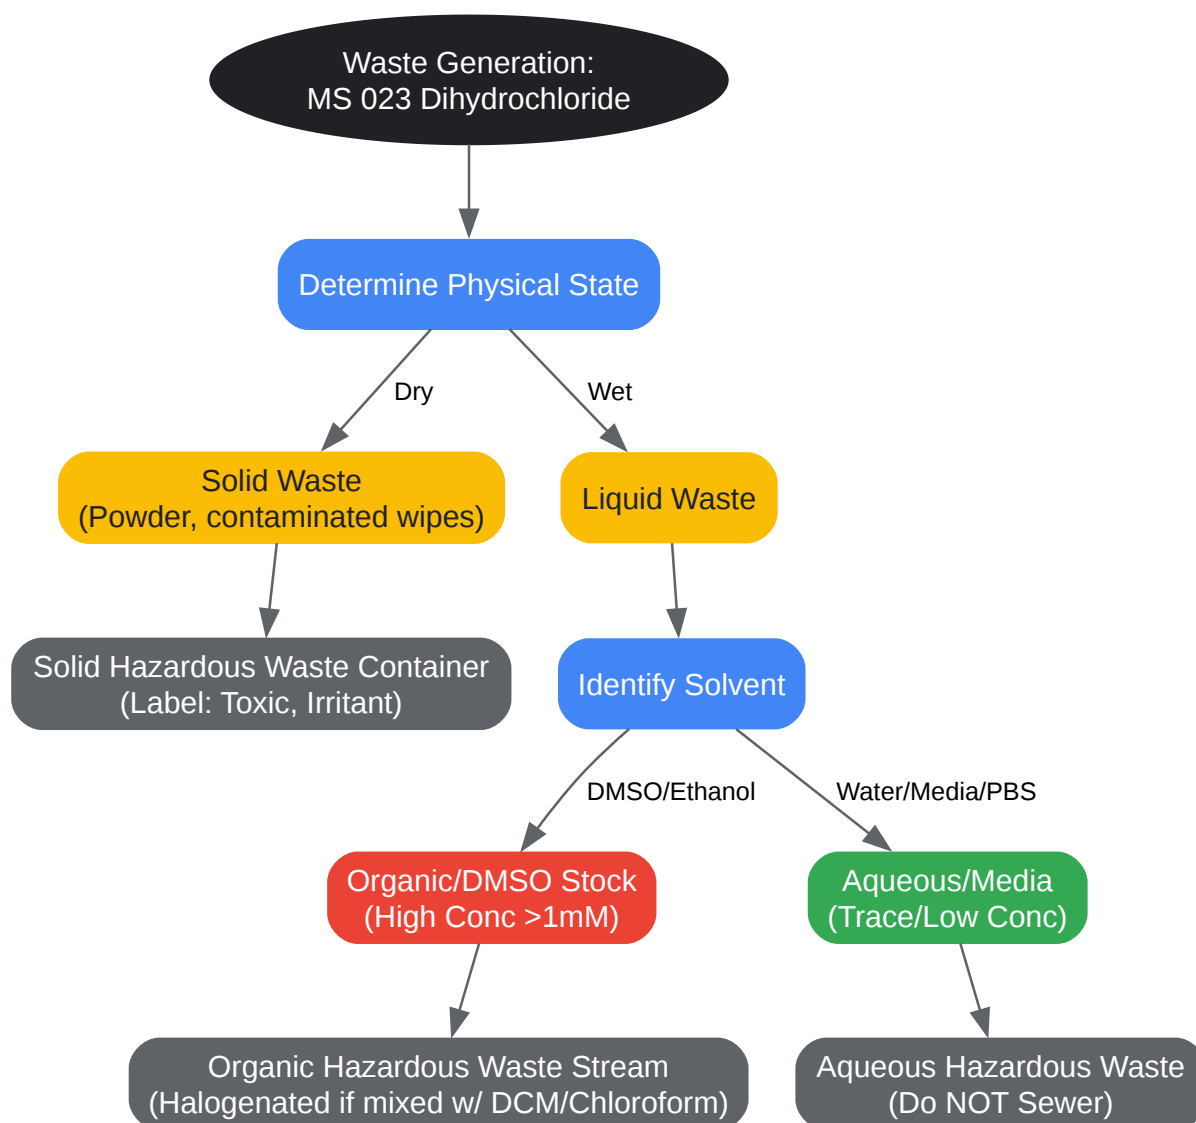 Waste Generation:
MS 023 Dihydrochloride
Determine Physical State
Dry
Wet
Solid Waste
(Powder, contaminated wipes)
Liquid Waste
Solid Hazardous Waste Container
(Label: Toxic, Irritant)
Identify Solvent
DMSO/Ethanol
Water/Media/PBS
Organic/DMSO Stock
(High Conc >1mM)
Aqueous/Media
(Trace/Low Conc)
Organic Hazardous Waste Stream
(Halogenated if mixed w/ DCM/Chloroform)
Aqueous Hazardous Waste
(Do NOT Sewer)